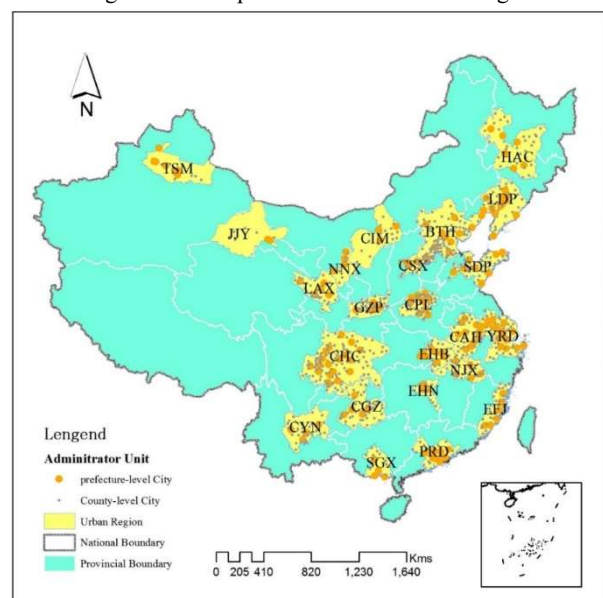 N
TSM
HAC
LDP
JJY
CIM
BTH
NNX
CSX
SDP
LAX
GZP
CPL
CAH
YRD
CHC
EHB
NJX
EHN
CGZ
EFJ
CYN
SGX
PRD
Lengend
Adminitrator Unit
prefecture-level City
County-level City
Urban Region
National Boundary
Provincial Boundary
Kms
0 205 410 820 1,230 1,640